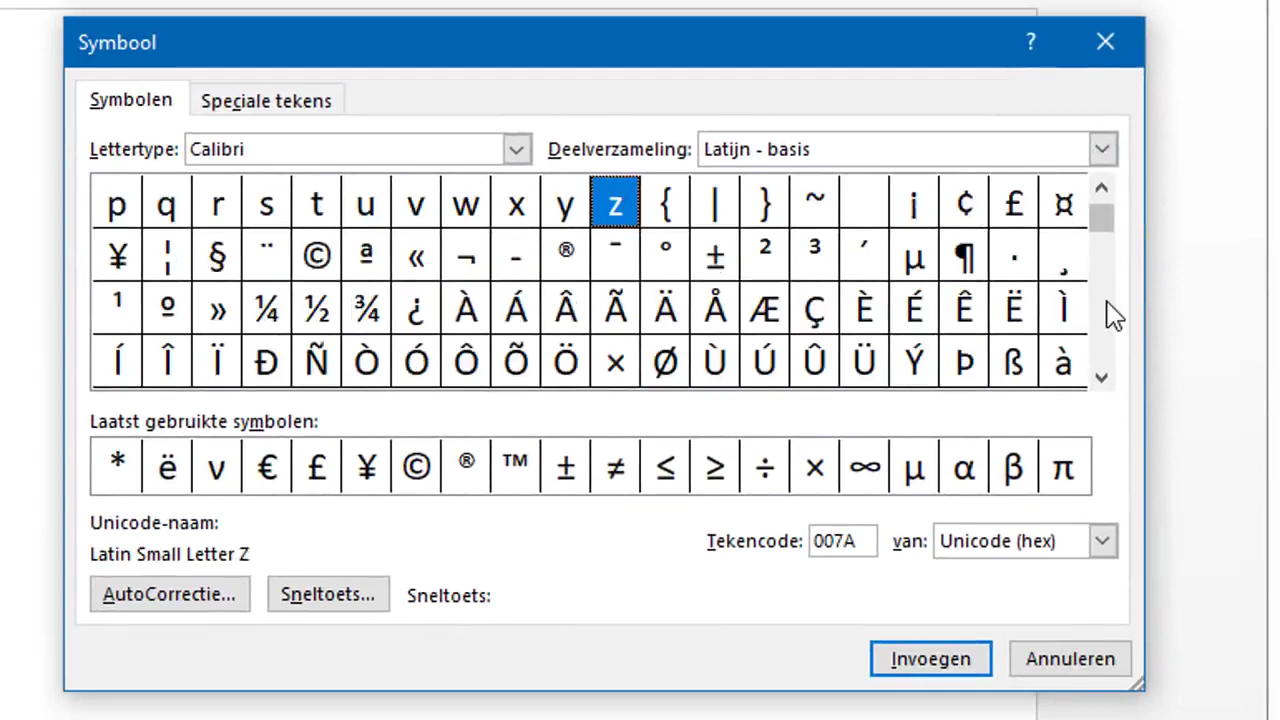 Symbool ?
Symbolen Speciale tekens
Lettertype: Calibri Deelverzameling: Latijn - basis
p q r s t u v w x y z { | } ~ ¡ ¢ £ ¤
¥ ¦ § ¨ © ª « ¬ - ® ¯ ° ± ² ³ ´ µ ¶ · ¸
¹ º » ¼ ½ ¾ ¿ À Á Â Ã Ä Å Æ Ç È É Ê Ë Ì
Í Î Ï Ð Ñ Ò Ó Ô Õ Ö × Ø Ù Ú Û Ü Ý Þ ß à
Laatst gebruikte symbolen:
* ë ν € £ ¥ © ® ™ ± ≠ ≤ ≥ ÷ × ∞ µ α β π
Unicode-naam:
Latin Small Letter Z
Tekencode: 007A van: Unicode (hex)
AutoCorrectie... Sneltoets... Sneltoets:
Invoegen Annuleren